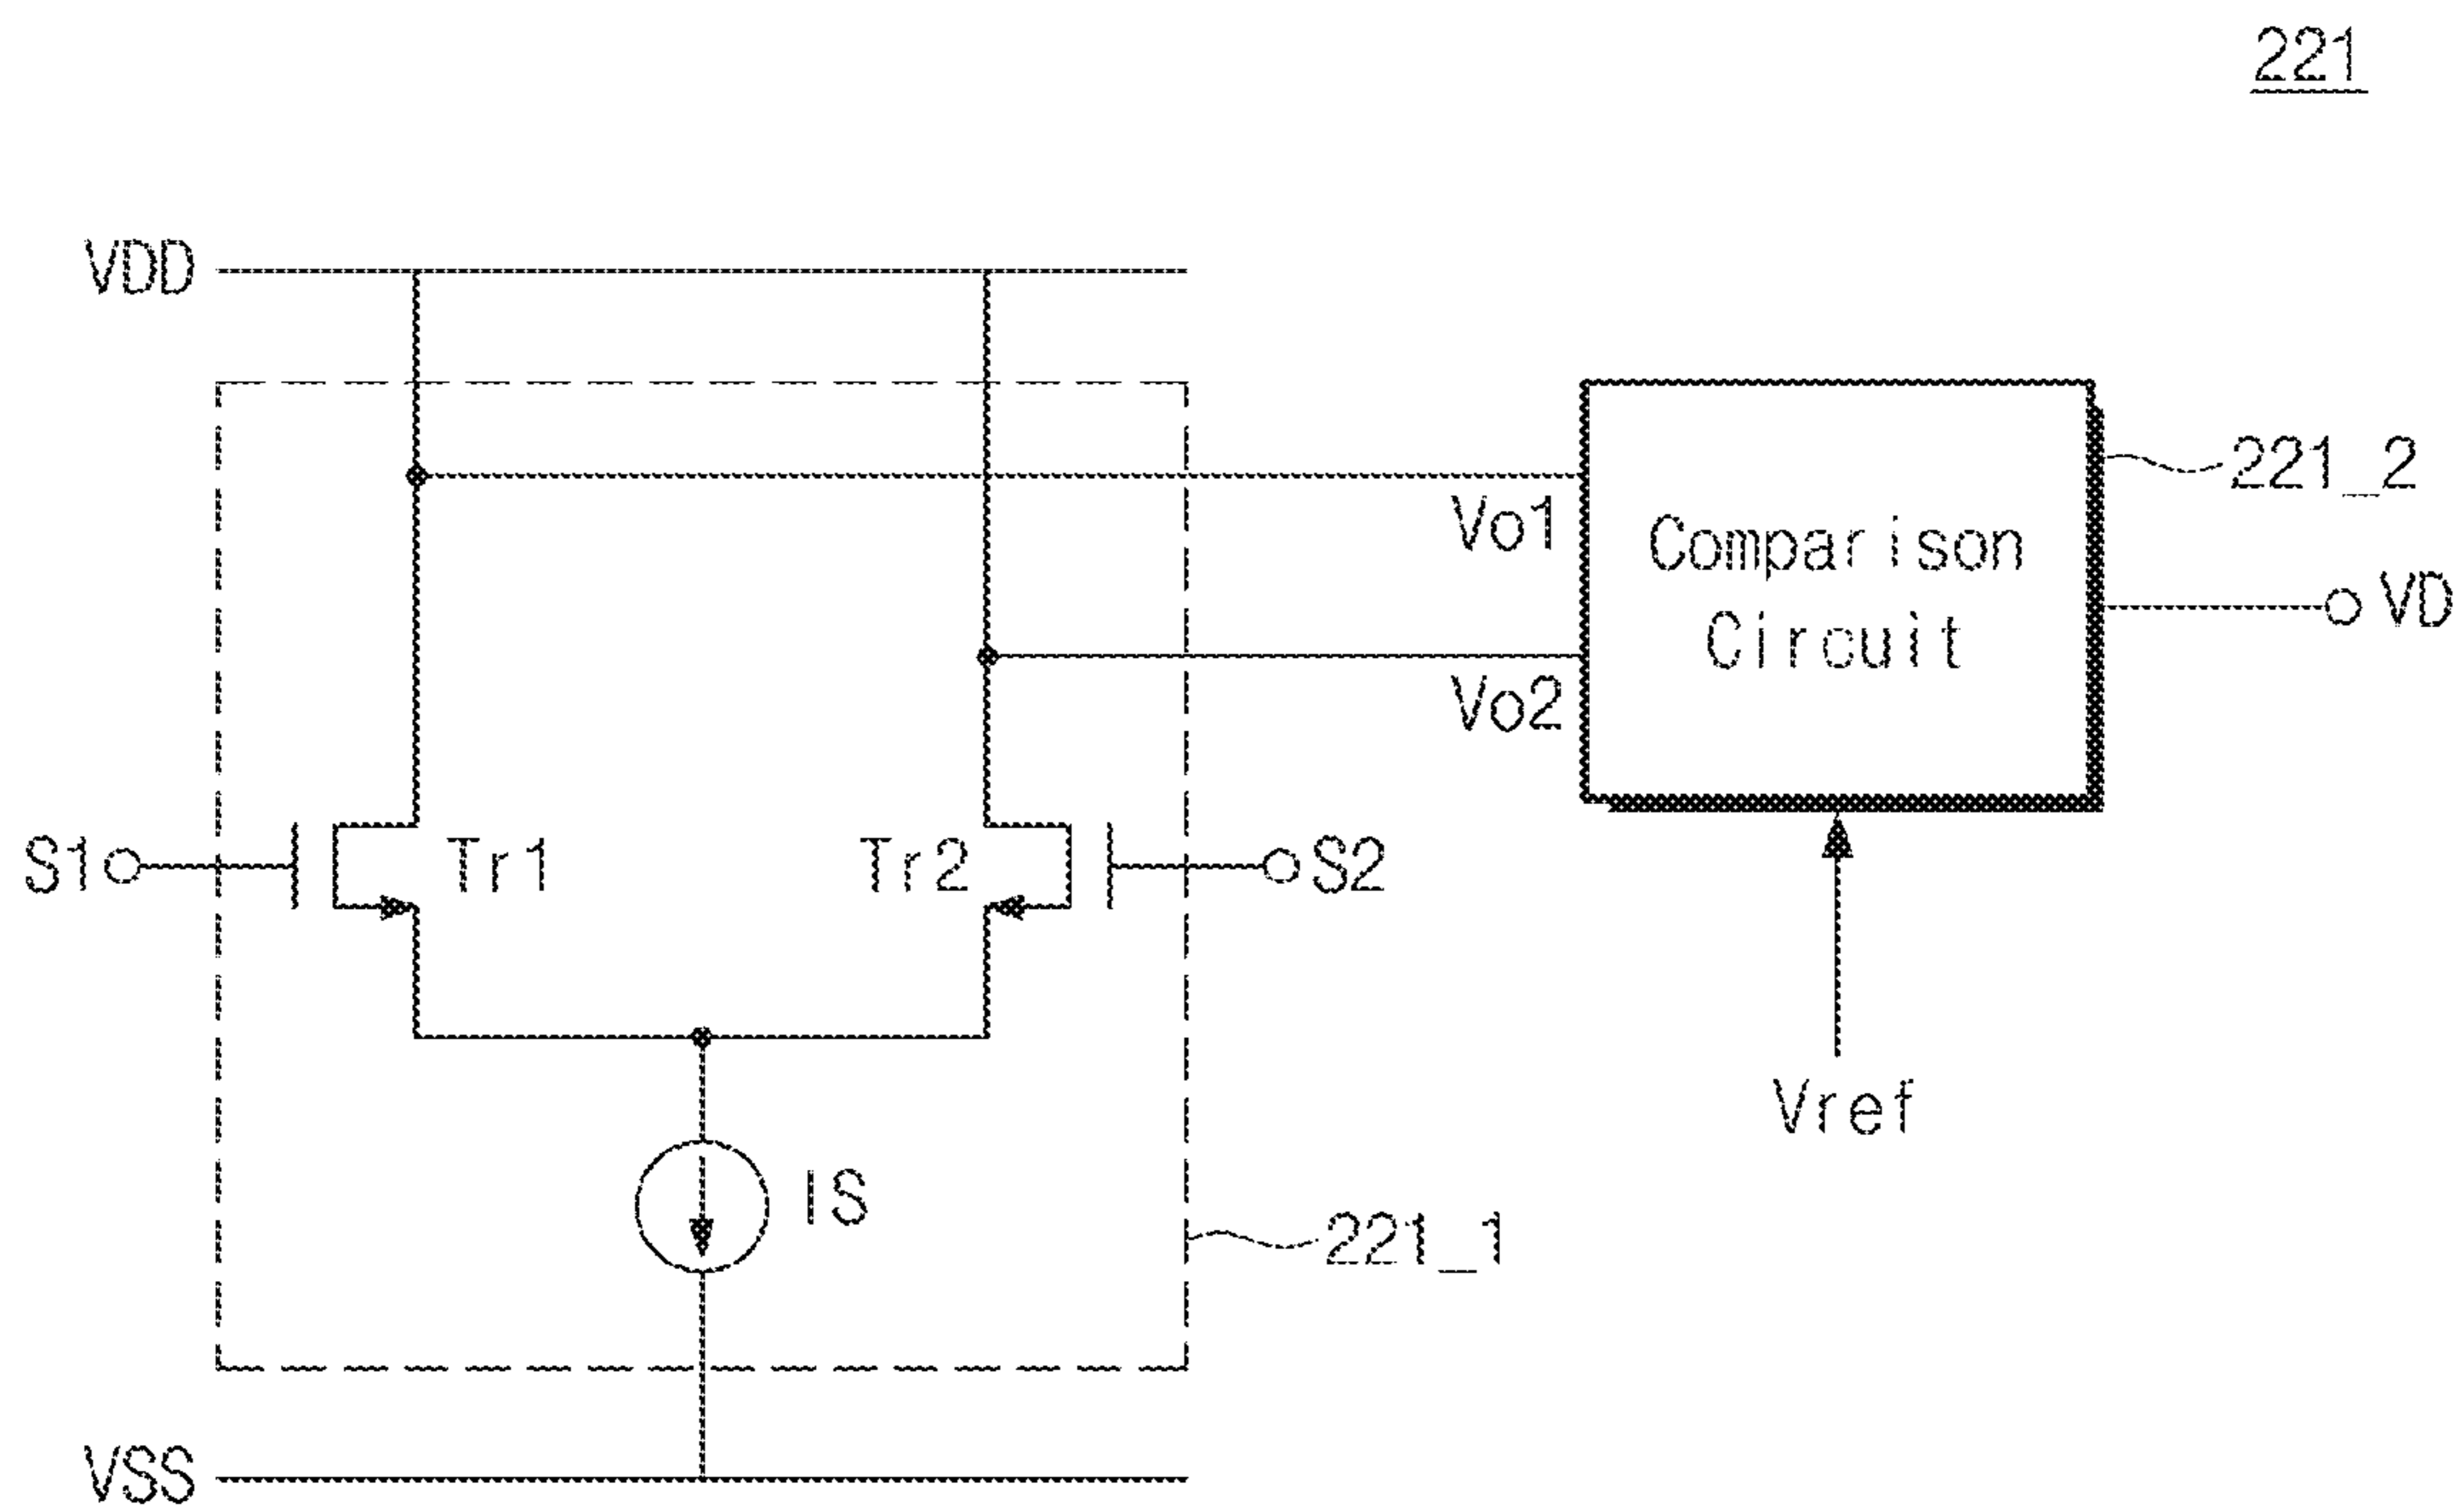 221
VDD
221_2
Vo1
Comparison
Circuit
VD
Vo2
S1
Tr1
Tr2
S2
Vref
IS
221_1
VSS